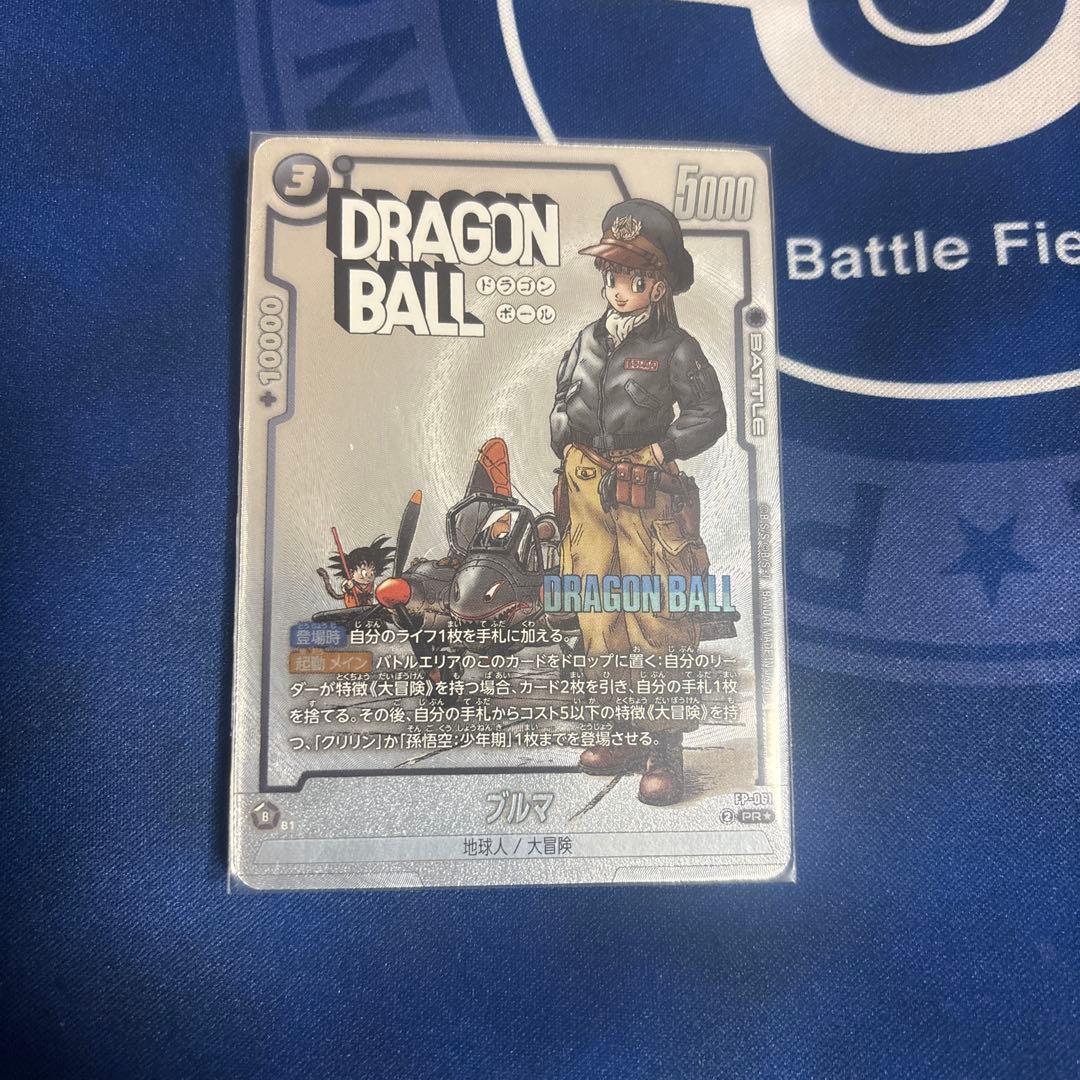 Battle Fie
3
5000
DRAGON
BALL
ドラゴン
ボール
+10000
BATTLE
DRAGON BALL
登場時 自分のライフ1枚を手札に加える。
起動メイン バトルエリアのこのカードをドロップに置く:自分のリー
ダーが特徴《大冒険》を持つ場合、カード2枚を引き、自分の手札1枚
を捨てる。その後、自分の手札からコスト5以下の特徴《大冒険》を持
つ、「クリリン」か「孫悟空:少年期」1枚までを登場させる。
ブルマ
FP-061
② PR★
B
B1
地球人 / 大冒険